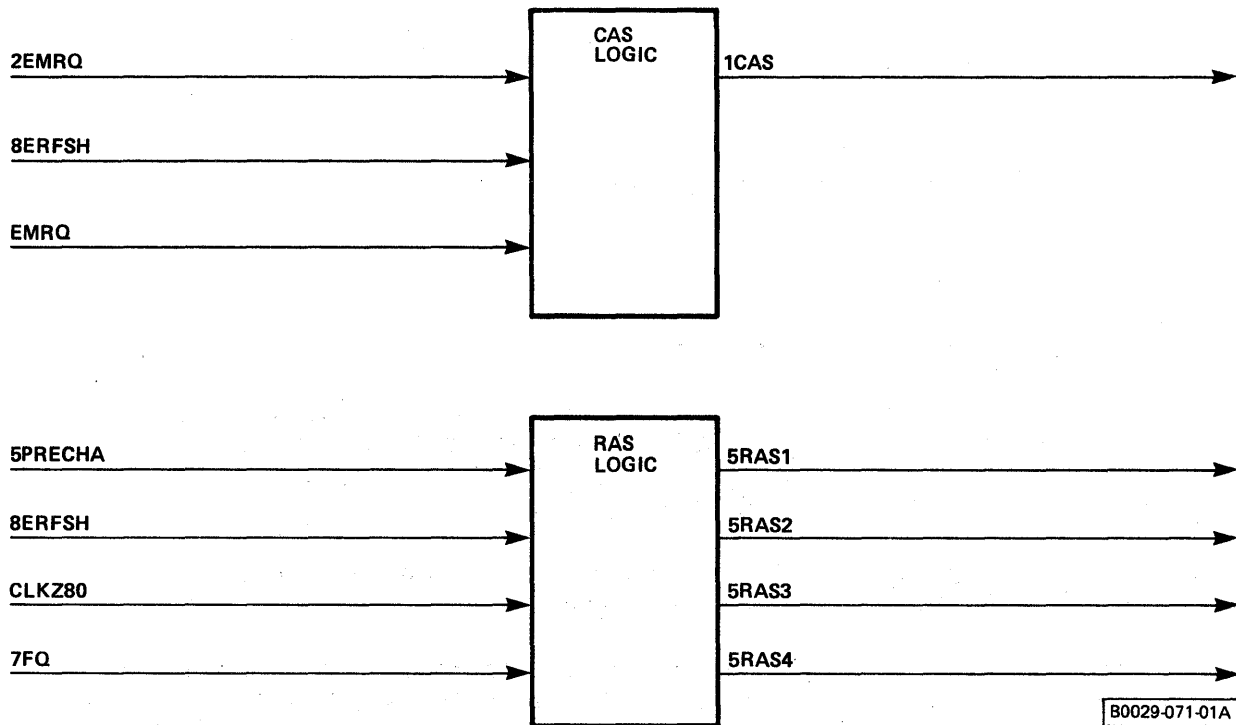 CAS
LOGIC
2EMRQ
1CAS
8ERFSH
EMRQ
RAS
LOGIC
5PRECHA
5RAS1
8ERFSH
5RAS2
CLKZ80
5RAS3
7FQ
5RAS4
B0029-071-01A